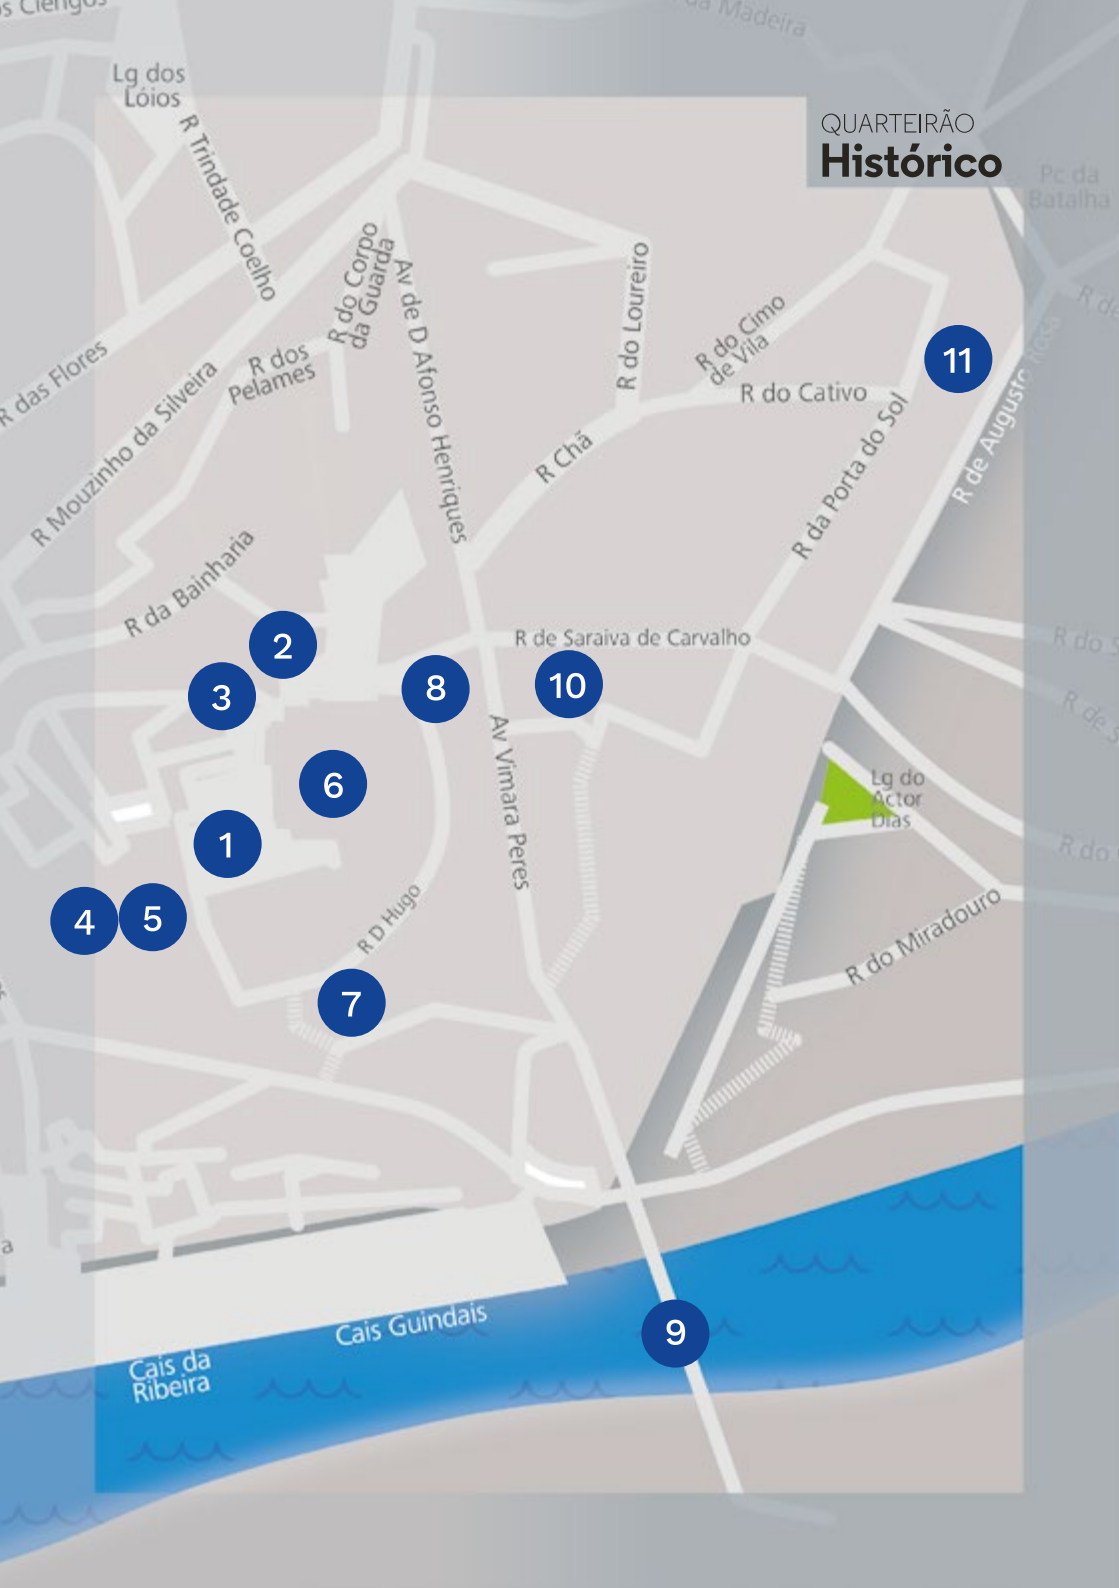 da Madeira
Lg dos
Lóios
R Trindade Coelho
QUARTEIRÃO
Histórico
Pc da
Batalha
R do Corpo
da Guarda
Av de D Afonso Henriques
R do Loureiro
R do Cimo
de Vila
11
R das Flores
R dos
Pelames
R Mouzinho da Silveira
R do Cativo
R de Augusto Rosa
R Chã
R da Porta do Sol
R da Bainharia
2
R de Saraiva de Carvalho
3
8
10
6
Av Vimara Peres
Lg do
Actor
Dias
1
4
5
R D Hugo
R do Miradouro
7
Cais Guindais
9
Cais da
Ribeira